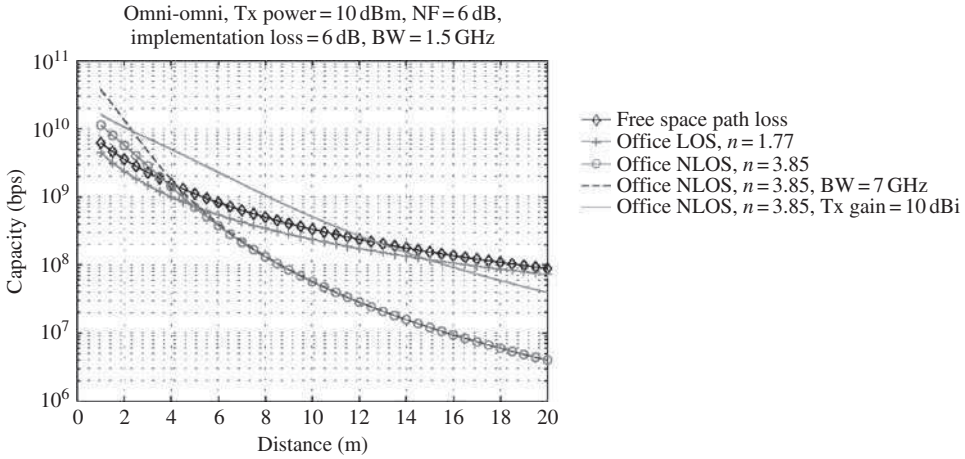 Omni-omni, Tx power = 10 dBm, NF = 6 dB,
implementation loss = 6 dB, BW = 1.5 GHz
10^11
10^10
10^9
10^8
10^7
10^6
Capacity (bps)
0 2 4 6 8 10 12 14 16 18 20
Distance (m)
Free space path loss
Office LOS, n = 1.77
Office NLOS, n = 3.85
Office NLOS, n = 3.85, BW = 7 GHz
Office NLOS, n = 3.85, Tx gain = 10 dBi